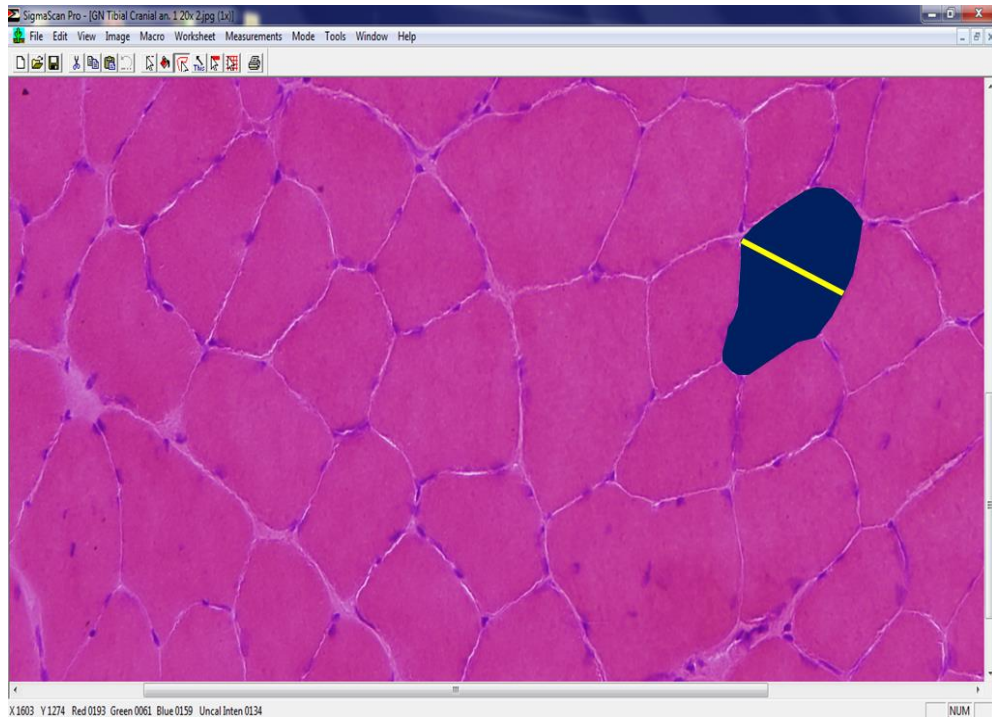 SigmaScan Pro - [GN Tibial Cranial an. 1 20x 2.jpg (1x)]
File Edit View Image Macro Worksheet Measurements Mode Tools Window Help
X 1603 Y 1274 Red 0193 Green 0061 Blue 0159 Uncal Inten 0134 NUM